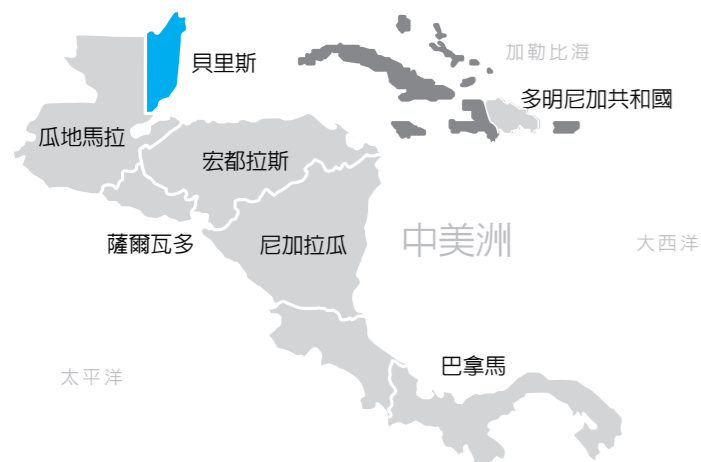 貝里斯
加勒比海
多明尼加共和國
瓜地馬拉
宏都拉斯
薩爾瓦多
尼加拉瓜
中美洲
大西洋
巴拿馬
太平洋